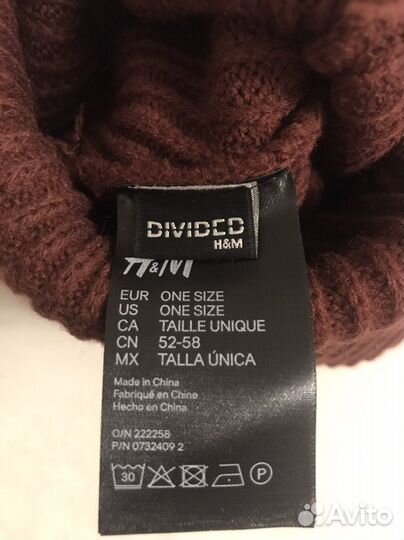 DIVIDED
H&M
H&M
EUR ONE SIZE
US ONE SIZE
CA TAILLE UNIQUE
CN 52-58
MX TALLA ÚNICA
Made in China
Fabriqué en Chine
Hecho en China
O/N 222258
P/N 0732409 2
30 P
Avito